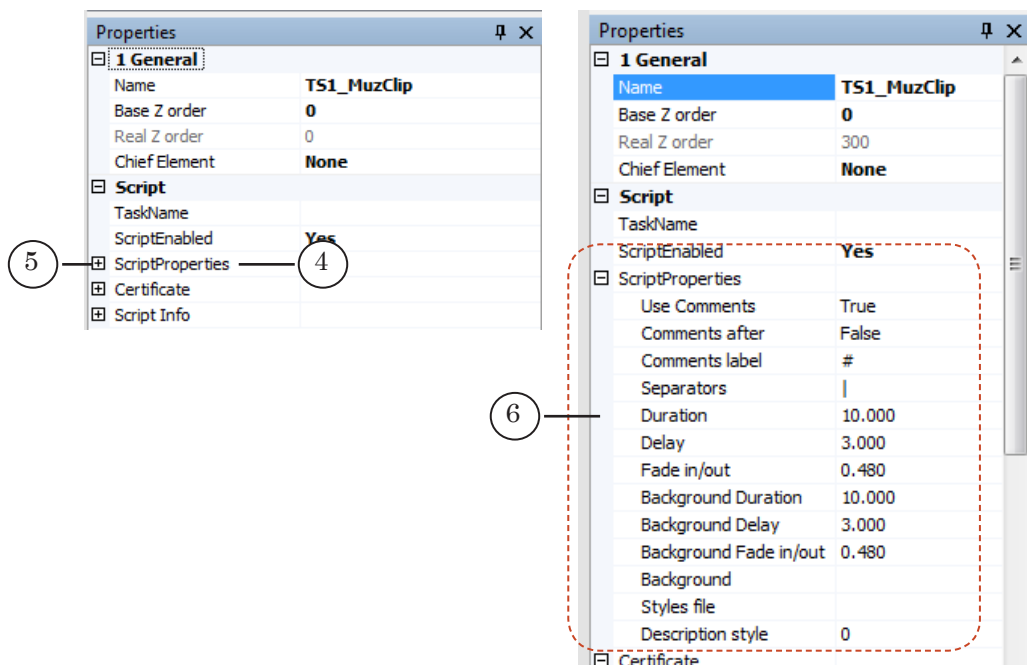 Properties
1 General
Name TS1_MuzClip
Base Z order 0
Real Z order 0
Chief Element None
Script
TaskName
ScriptEnabled Yes
5 ScriptProperties 4
Certificate
Script Info
Properties
1 General
Name TS1_MuzClip
Base Z order 0
Real Z order 300
Chief Element None
Script
TaskName
ScriptEnabled Yes
ScriptProperties
Use Comments True
Comments after False
Comments label #
Separators |
6 Duration 10.000
Delay 3.000
Fade in/out 0.480
Background Duration 10.000
Background Delay 3.000
Background Fade in/out 0.480
Background
Styles file
Description style 0
Certificate